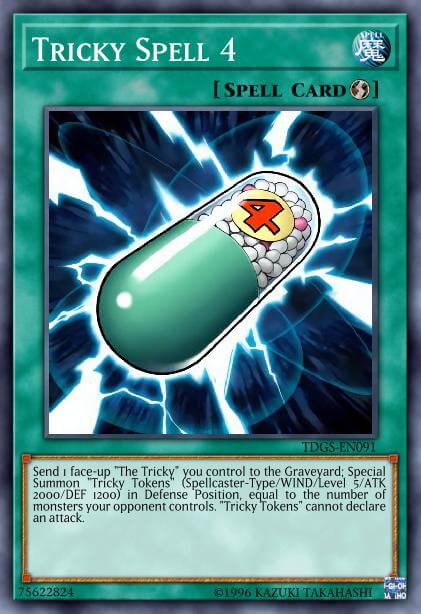 TRICKY SPELL 4
SPELL
魔
[SPELL CARD]
4
TDGS-EN091
Send 1 face-up "The Tricky" you control to the Graveyard; Special
Summon "Tricky Tokens" (Spellcaster-Type/WIND/Level 5/ATK
2000/DEF 1200) in Defense Position, equal to the number of
monsters your opponent controls. "Tricky Tokens" cannot declare
an attack.
75622824
©1996 KAZUKI TAKAHASHI